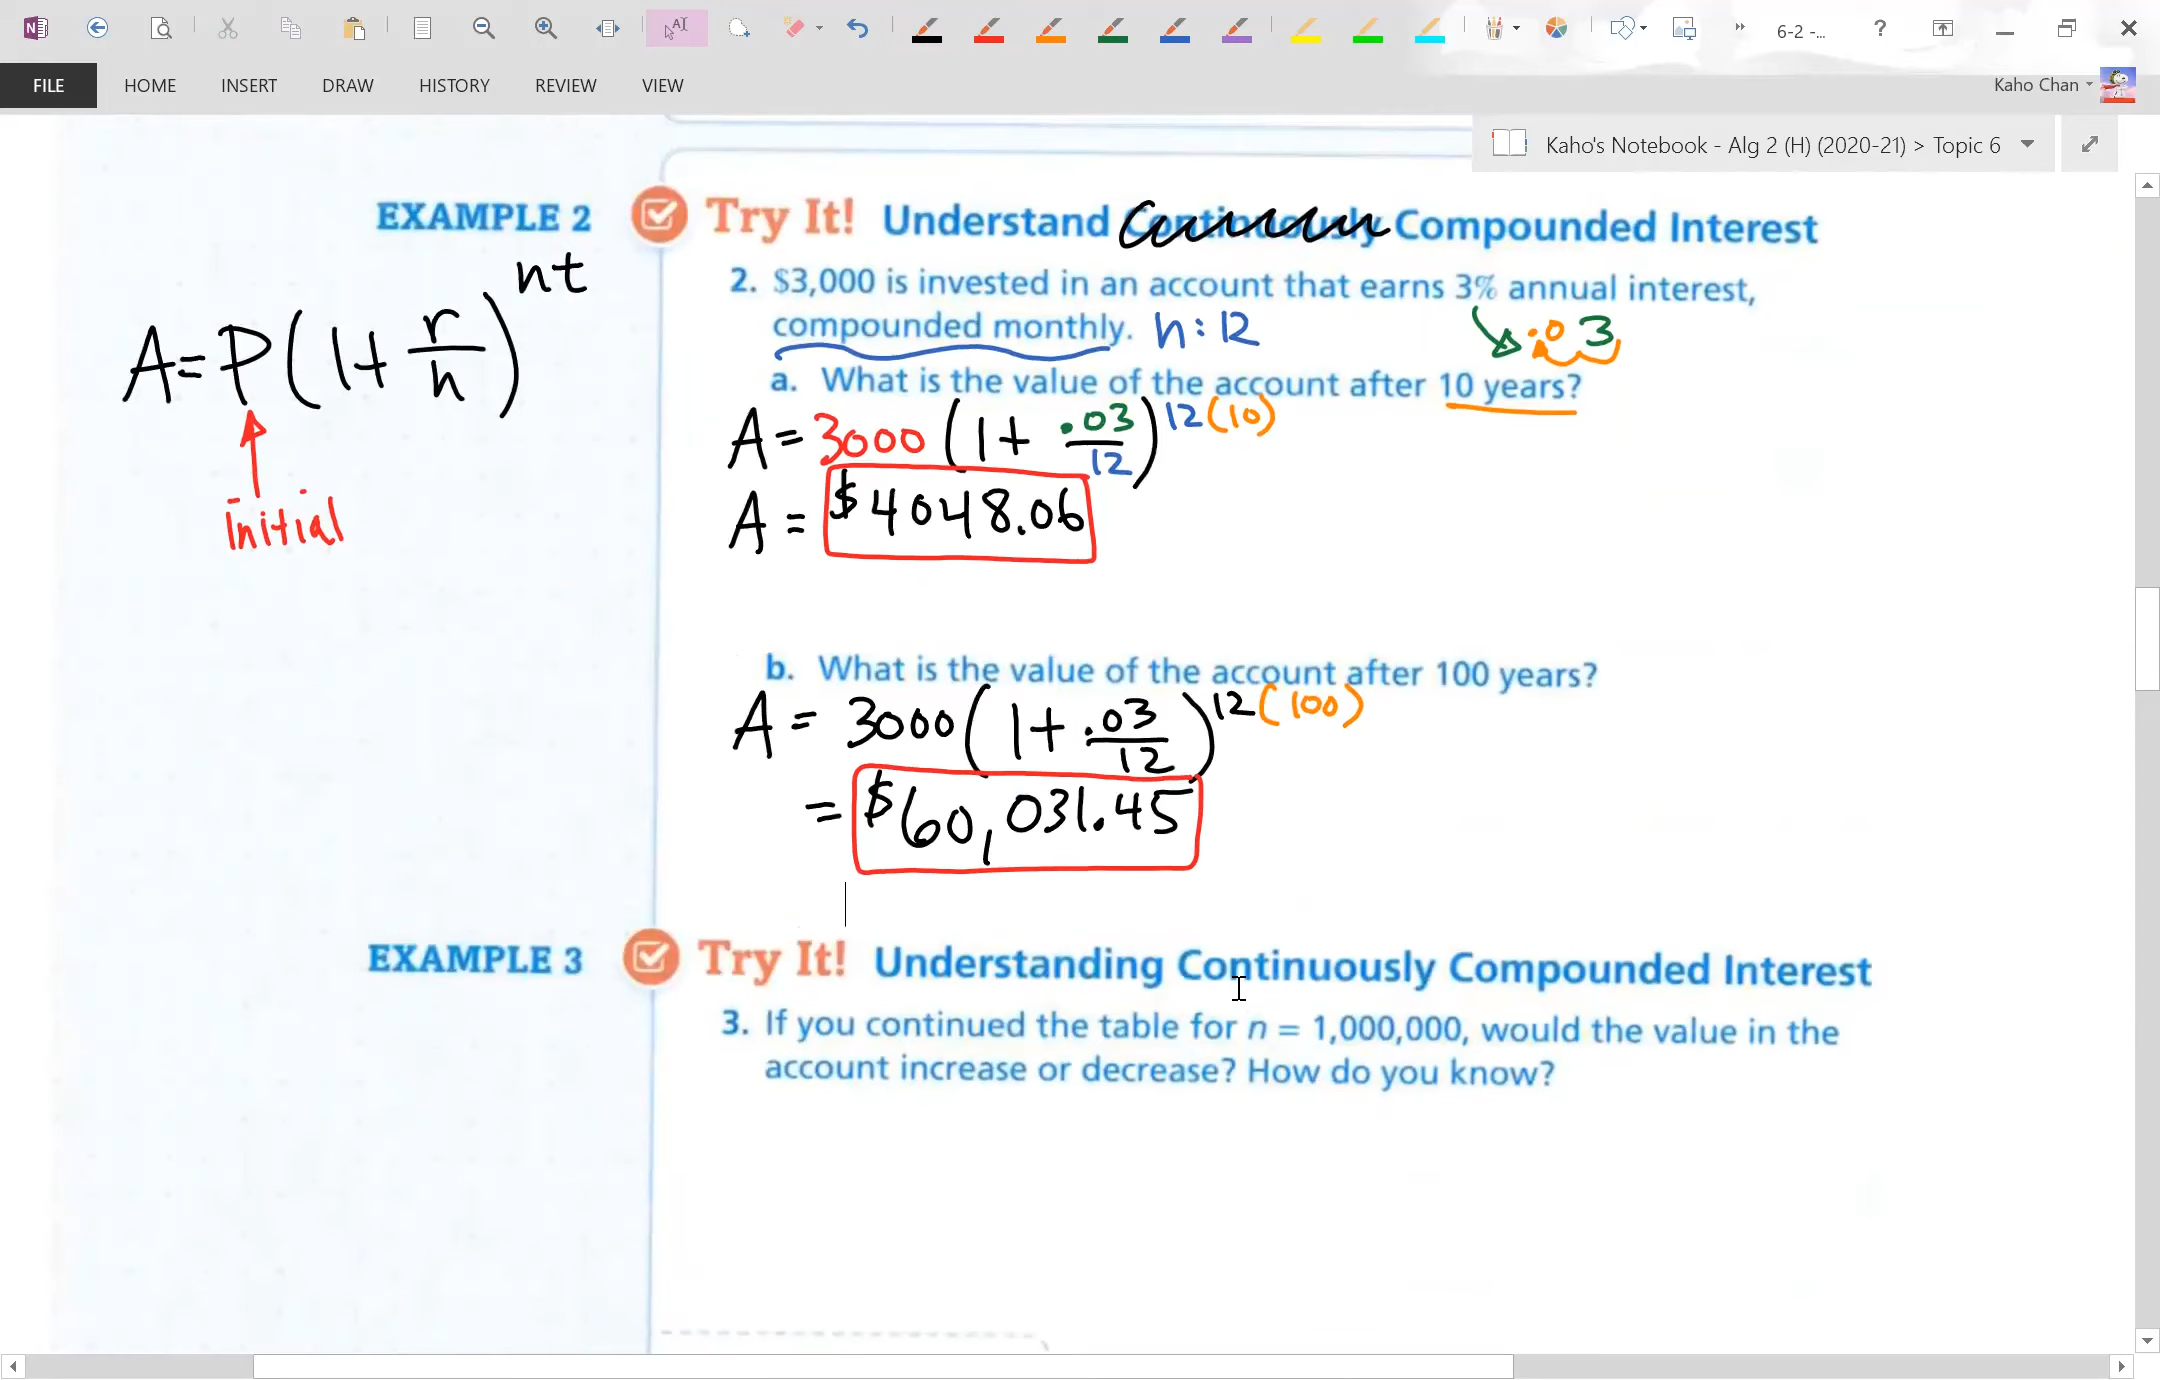 6-2 -...
?
FILE HOME INSERT DRAW HISTORY REVIEW VIEW Kaho Chan
Kaho's Notebook - Alg 2 (H) (2020-21) > Topic 6
EXAMPLE 2 Try It! Understand Continuously Compounded Interest
A = P(1 + r/n)^nt
initial
2. $3,000 is invested in an account that earns 3% annual interest,
compounded monthly. n: 12 .03
a. What is the value of the account after 10 years?
A = 3000 (1 + .03/12)^12(10)
A = $4048.06
b. What is the value of the account after 100 years?
A = 3000 (1 + .03/12)^12(100)
= $60,031.45
EXAMPLE 3 Try It! Understanding Continuously Compounded Interest
3. If you continued the table for n = 1,000,000, would the value in the
account increase or decrease? How do you know?